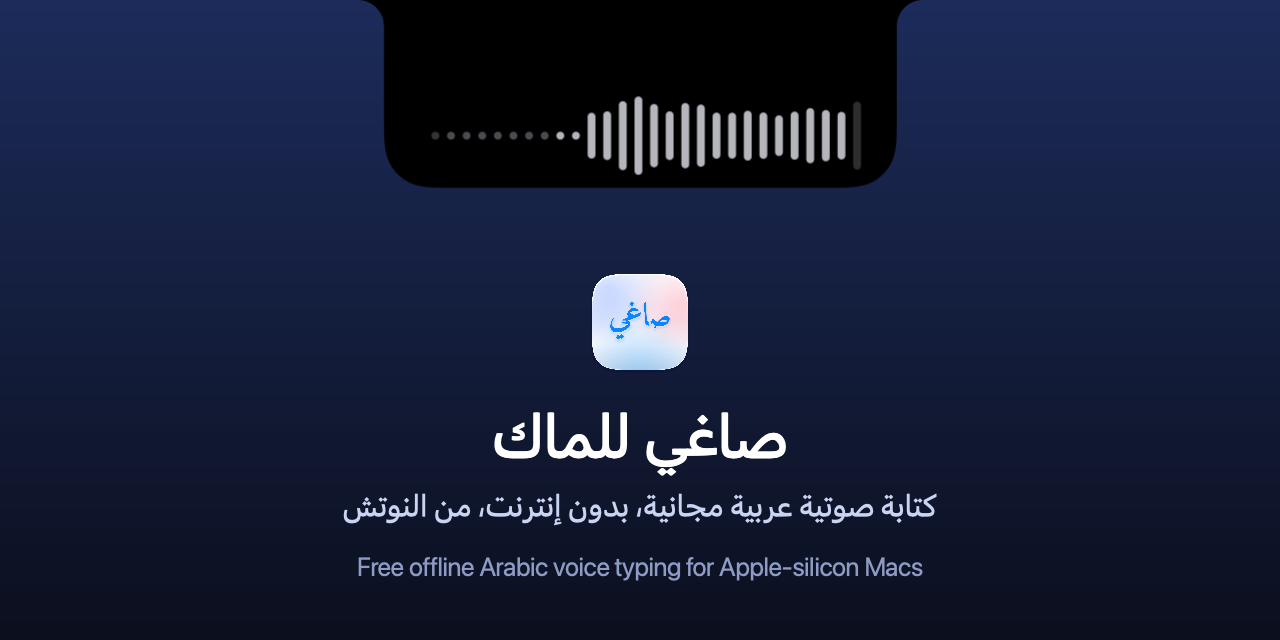 صاغي
صاغي للماك
كتابة صوتية عربية مجانية، بدون إنترنت، من النوتش
Free offline Arabic voice typing for Apple-silicon Macs